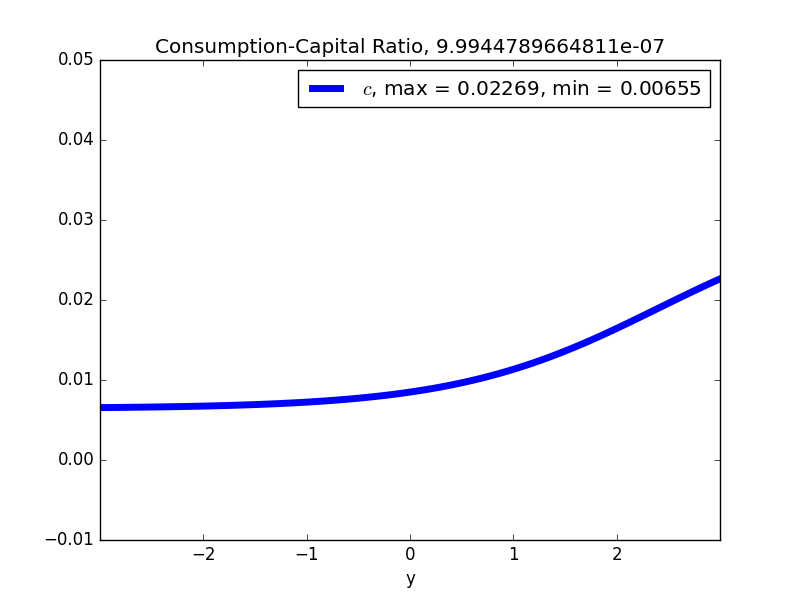 Consumption-Capital Ratio, 9.9944789664811e-07
c, max = 0.02269, min = 0.00655
0.05
0.04
0.03
0.02
0.01
0.00
−0.01
−2 −1 0 1 2
y